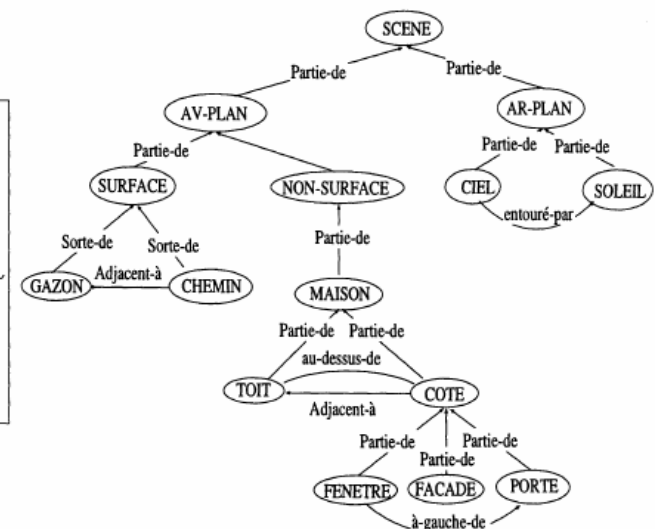 SCENE
Partie-de
Partie-de
AV-PLAN
AR-PLAN
Partie-de
Partie-de
Partie-de
SURFACE
NON-SURFACE
CIEL
SOLEIL
entouré-par
Sorte-de
Sorte-de
Partie-de
Adjacent-à
GAZON
CHEMIN
MAISON
Partie-de
Partie-de
au-dessus-de
TOIT
COTE
Adjacent-à
Partie-de
Partie-de
Partie-de
FENETRE
FACADE
PORTE
à-gauche-de